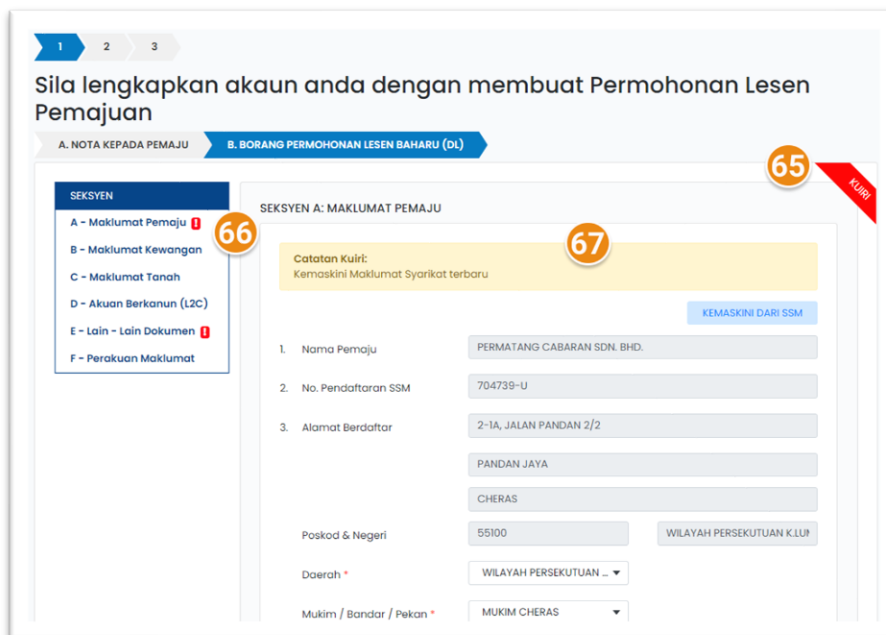 1 2 3
Sila lengkapkan akaun anda dengan membuat Permohonan Lesen
Pemajuan
A. NOTA KEPADA PEMAJU B. BORANG PERMOHONAN LESEN BAHARU (DL)
65
KUIRI
SEKSYEN
A - Maklumat Pemaju !
B - Maklumat Kewangan
C - Maklumat Tanah
D - Akuan Berkanun (L2C)
E - Lain - Lain Dokumen !
F - Perakuan Maklumat
66
SEKSYEN A: MAKLUMAT PEMAJU
67
Catatan Kuiri:
Kemaskini Maklumat Syarikat terbaru
KEMASKINI DARI SSM
1. Nama Pemaju PERMATANG CABARAN SDN. BHD.
2. No. Pendaftaran SSM 704739-U
3. Alamat Berdaftar 2-1A, JALAN PANDAN 2/2
PANDAN JAYA
CHERAS
Poskod & Negeri 55100 WILAYAH PERSEKUTUAN K.LUM
Daerah * WILAYAH PERSEKUTUAN ...
Mukim / Bandar / Pekan * MUKIM CHERAS